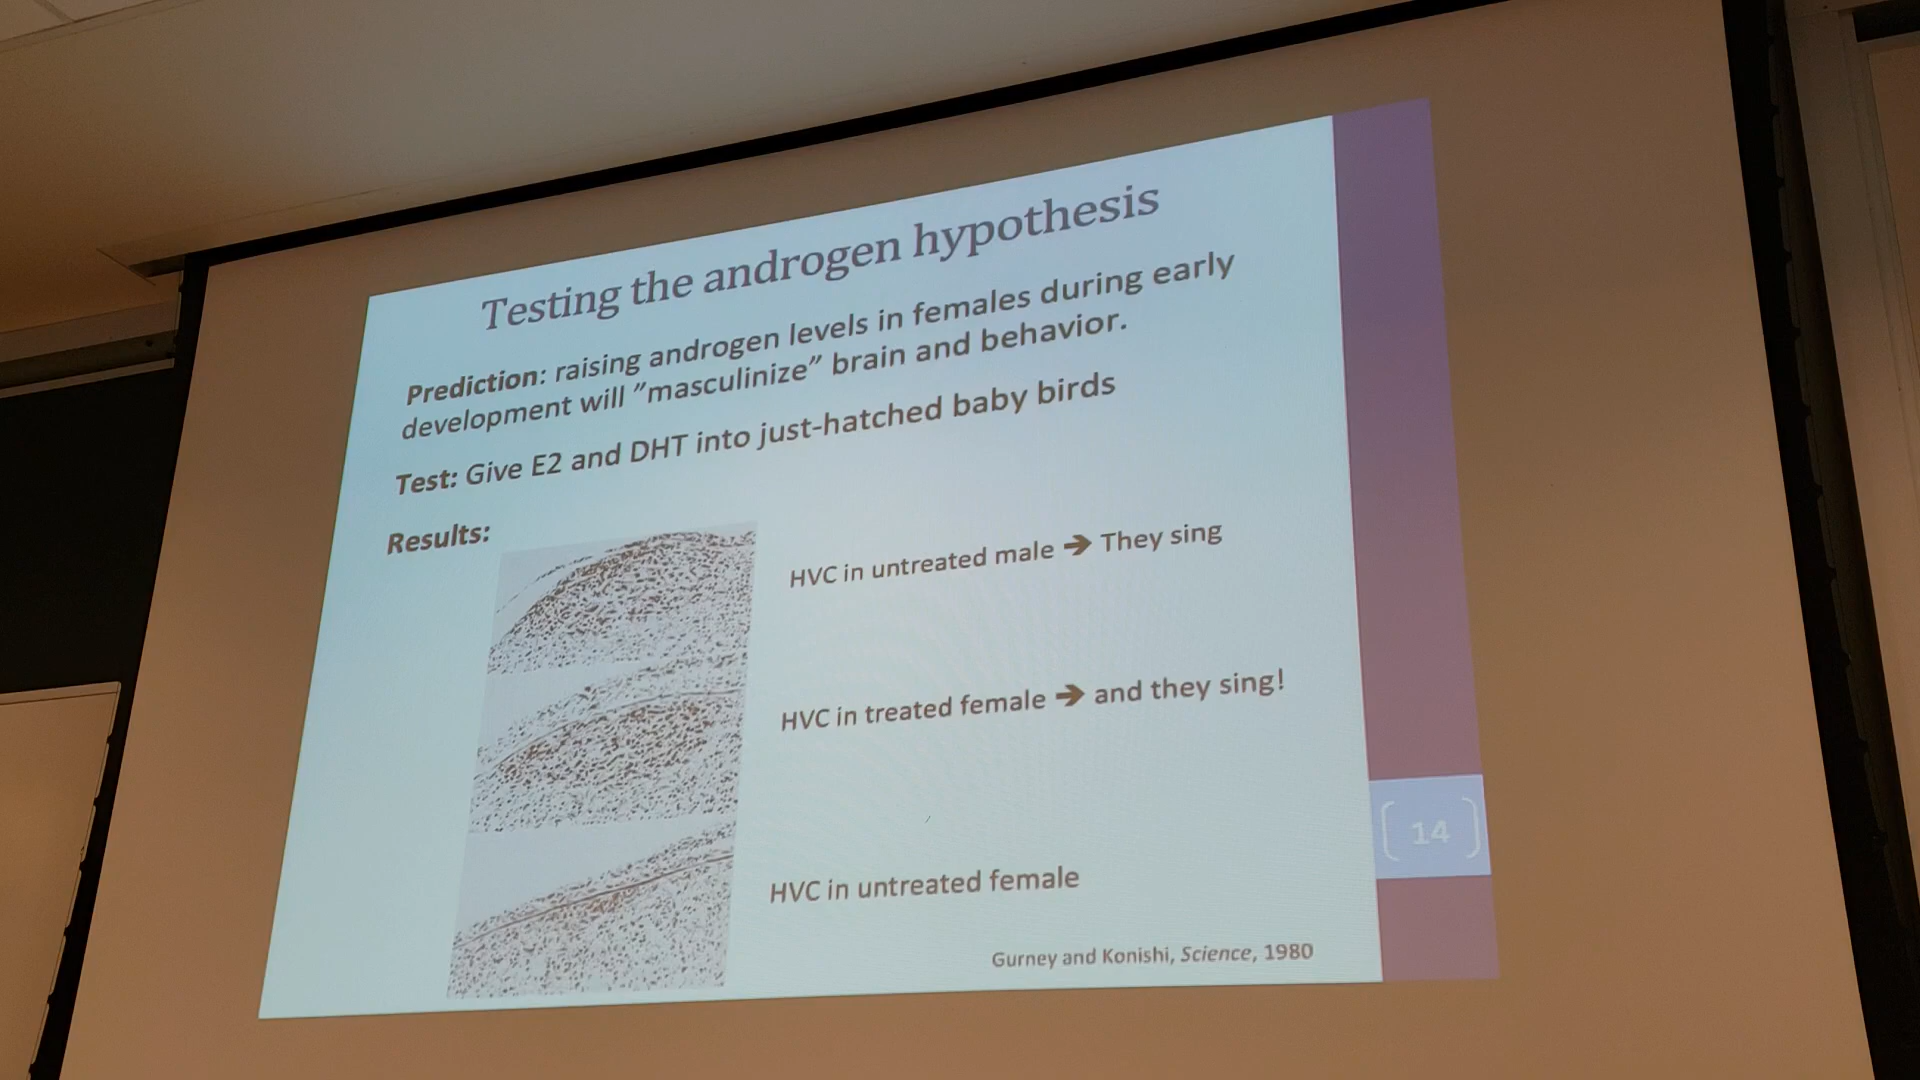 Testing the androgen hypothesis
Prediction: raising androgen levels in females during early
development will ”masculinize” brain and behavior.
Test: Give E2 and DHT into just-hatched baby birds
Results:
HVC in untreated male ➔ They sing
HVC in treated female ➔ and they sing!
14
HVC in untreated female
Gurney and Konishi, Science, 1980